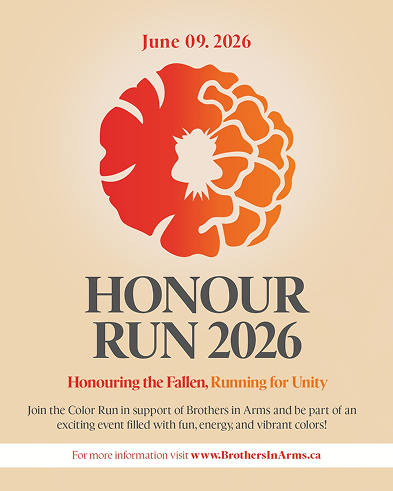 June 09. 2026
HONOUR
RUN 2026
Honouring the Fallen, Running for Unity
Join the Color Run in support of Brothers in Arms and be part of an
exciting event filled with fun, energy, and vibrant colors!
For more information visit www.BrothersInArms.ca